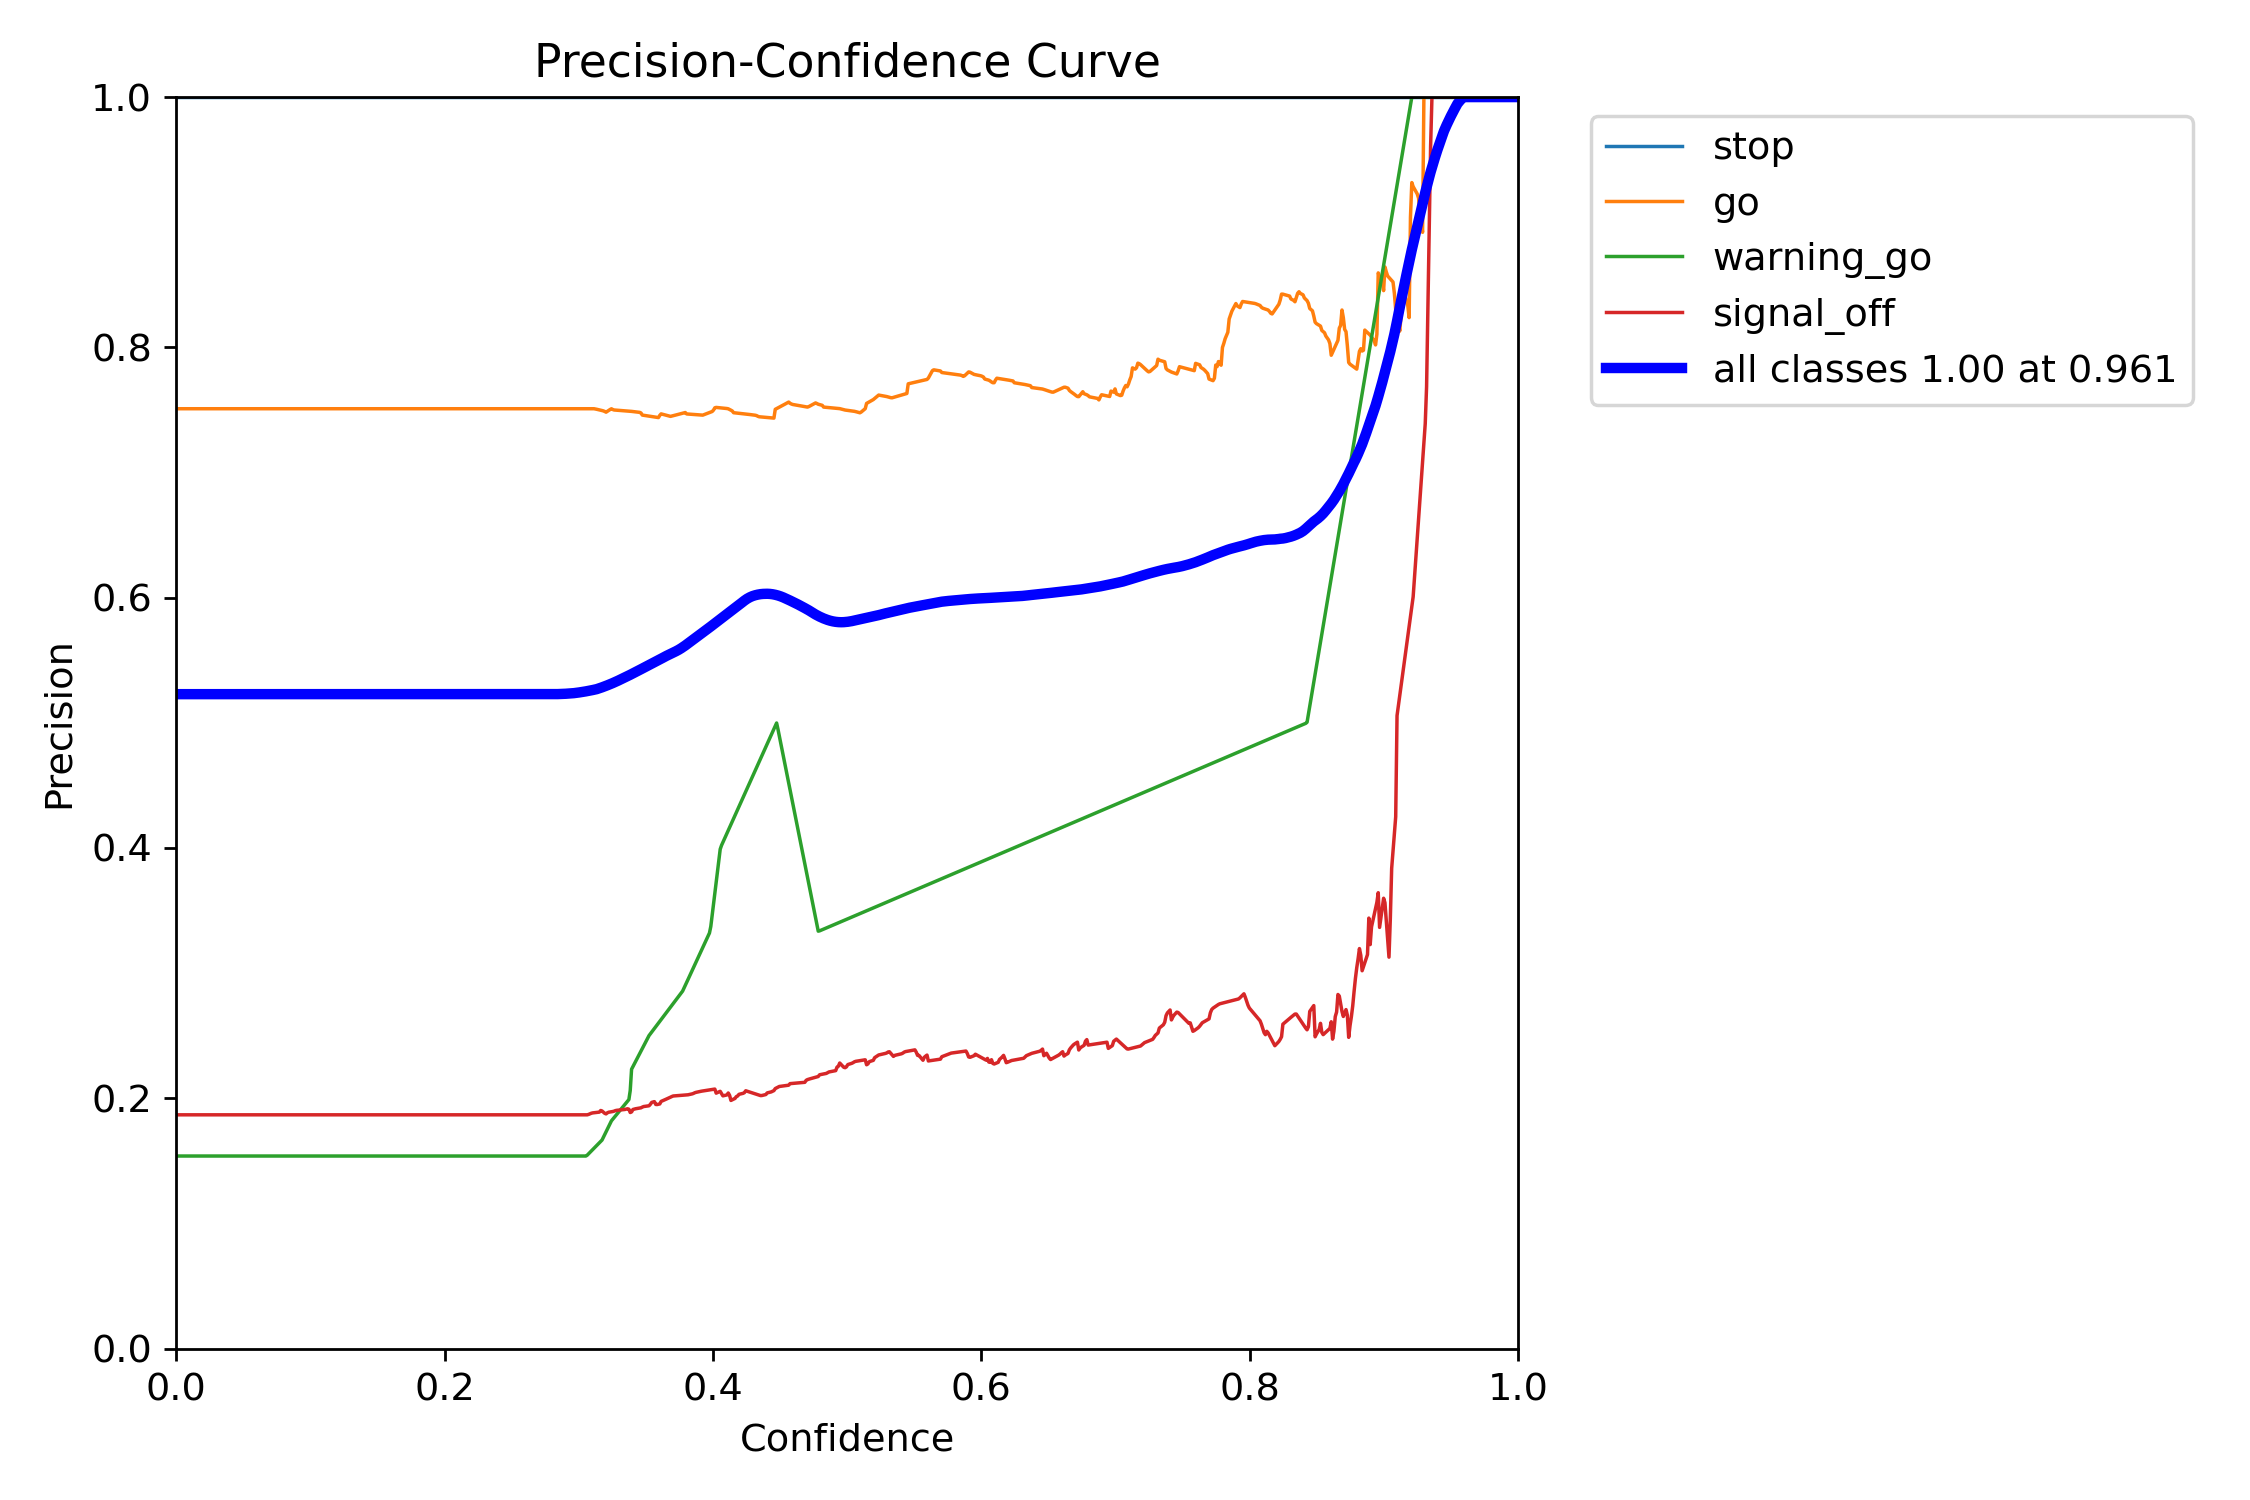 Precision-Confidence Curve
1.0
0.8
0.6
0.4
0.2
0.0
Precision
0.0 0.2 0.4 0.6 0.8 1.0
Confidence
stop
go
warning_go
signal_off
all classes 1.00 at 0.961